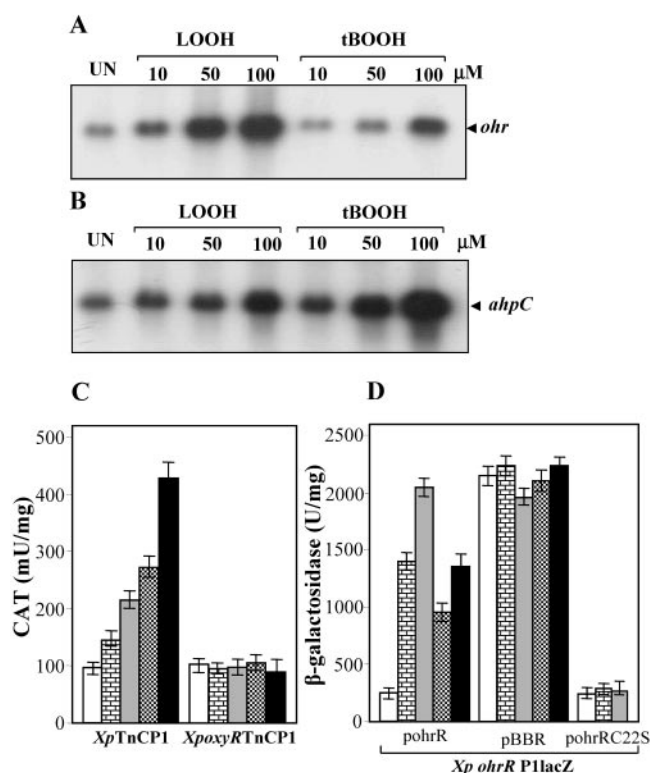 A
LOOH tBOOH
UN 10 50 100 10 50 100 μM
ohr
B
LOOH tBOOH
UN 10 50 100 10 50 100 μM
ahpC
C
CAT (mU/mg)
500
400
300
200
100
0
XpTnCP1 XpoxyRTnCP1
D
β-galactosidase (U/mg)
2500
2000
1500
1000
500
0
pohrR pBBR pohrRC22S
Xp ohrR P1lacZ